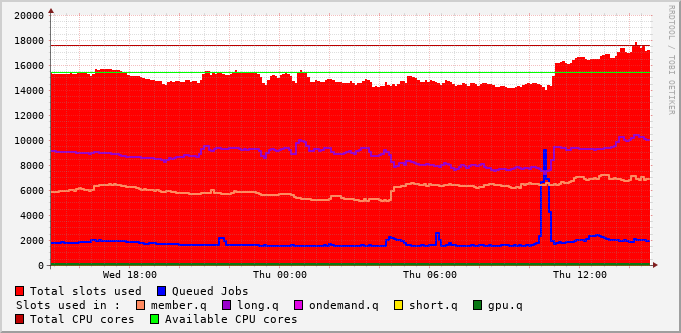 RRDTOOL / TOBI OETIKER
20000
18000
16000
14000
12000
10000
8000
6000
4000
2000
0
Wed 18:00 Thu 00:00 Thu 06:00 Thu 12:00
Total slots used Queued Jobs
Slots used in : member.q long.q ondemand.q short.q gpu.q
Total CPU cores Available CPU cores